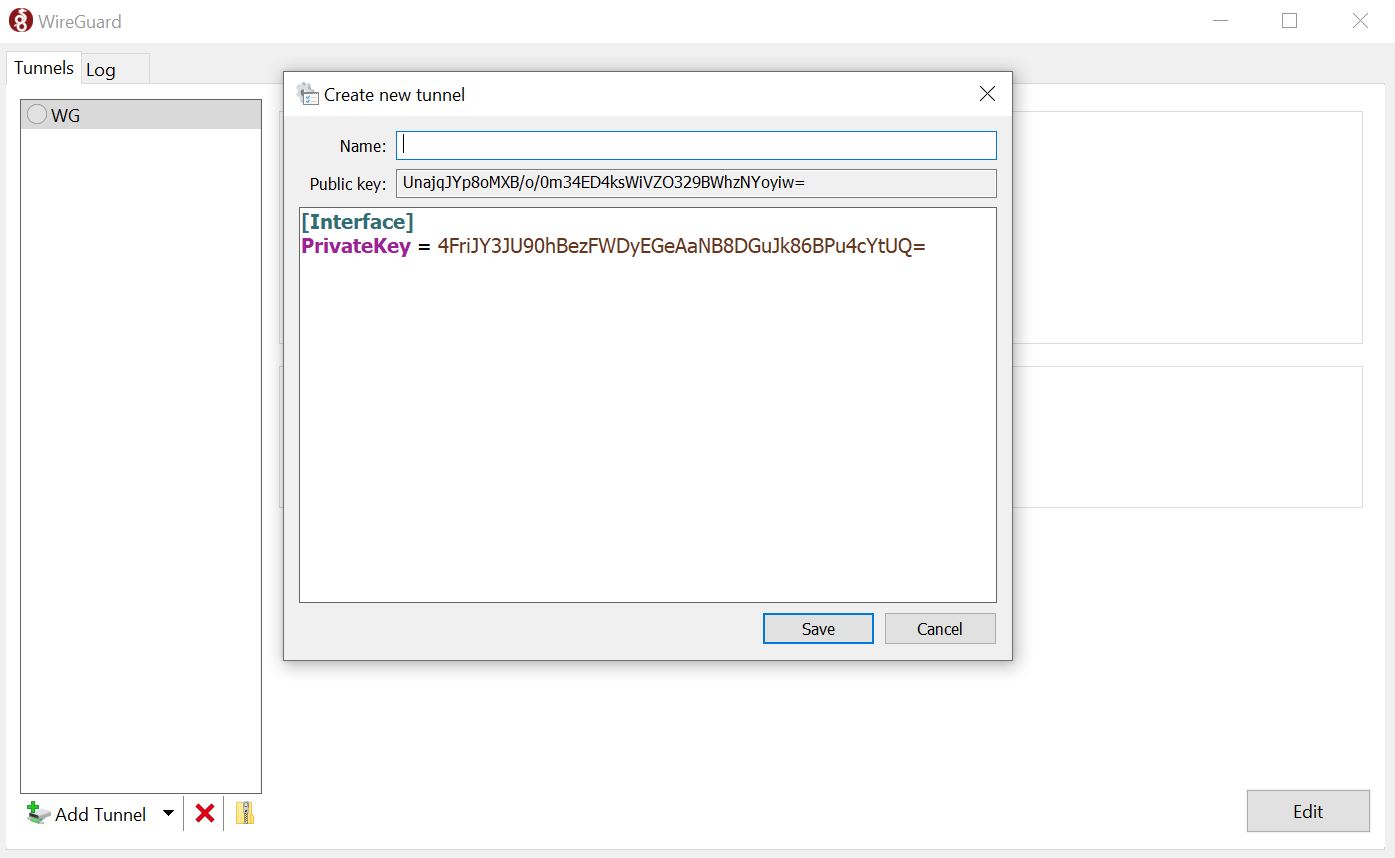 WireGuard
Tunnels
Log
WG
Create new tunnel
Name:
Public key: UnajqJYp8oMXB/o/0m34ED4ksWiVZO329BWhzNYoyiw=
[Interface]
PrivateKey = 4FriJY3JU90hBezFWDyEGeAaNB8DGuJk86BPu4cYtUQ=
Save
Cancel
Add Tunnel
Edit